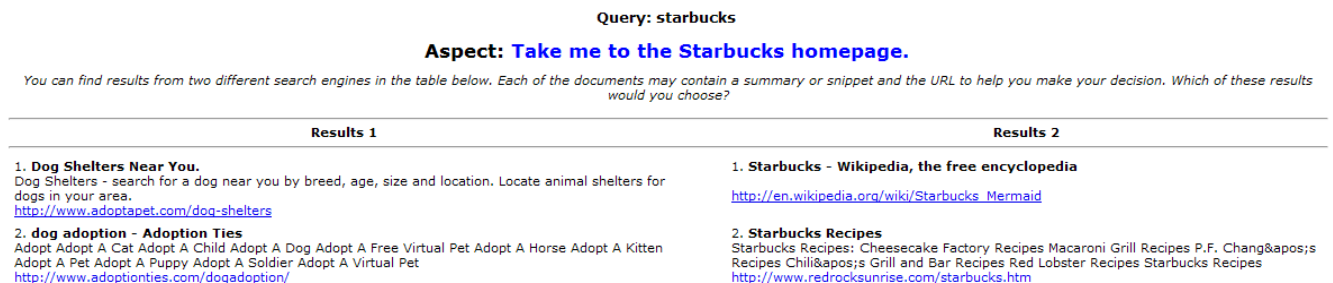 Query: starbucks
Aspect: Take me to the Starbucks homepage.
You can find results from two different search engines in the table below. Each of the documents may contain a summary or snippet and the URL to help you make your decision. Which of these results
would you choose?
Results 1
Results 2
1. Dog Shelters Near You.
Dog Shelters - search for a dog near you by breed, age, size and location. Locate animal shelters for
dogs in your area.
http://www.adoptapet.com/dog-shelters
2. dog adoption - Adoption Ties
Adopt Adopt A Cat Adopt A Child Adopt A Dog Adopt A Free Virtual Pet Adopt A Horse Adopt A Kitten
Adopt A Pet Adopt A Puppy Adopt A Soldier Adopt A Virtual Pet
http://www.adoptionties.com/dogadoption/
1. Starbucks - Wikipedia, the free encyclopedia
http://en.wikipedia.org/wiki/Starbucks_Mermaid
2. Starbucks Recipes
Starbucks Recipes: Cheesecake Factory Recipes Macaroni Grill Recipes P.F. Chang&apos;s
Recipes Chili&apos;s Grill and Bar Recipes Red Lobster Recipes Starbucks Recipes
http://www.redrocksunrise.com/starbucks.htm